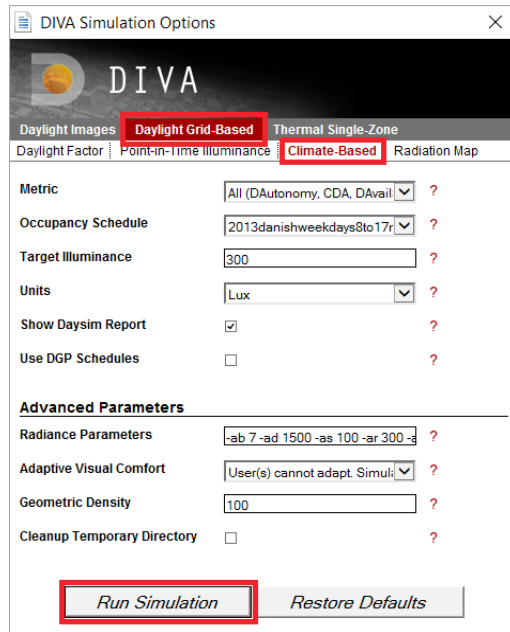 DIVA Simulation Options
DIVA
Daylight Images Daylight Grid-Based Thermal Single-Zone
Daylight Factor Point-in-Time Illuminance Climate-Based Radiation Map
Metric All (DAutonomy, CDA, DAvail ?
Occupancy Schedule 2013danishweekdays8to17r ?
Target Illuminance 300 ?
Units Lux ?
Show Daysim Report ?
Use DGP Schedules ?
Advanced Parameters
Radiance Parameters -ab 7 -ad 1500 -as 100 -ar 300 -a ?
Adaptive Visual Comfort User(s) cannot adapt. Simul ?
Geometric Density 100 ?
Cleanup Temporary Directory ?
Run Simulation Restore Defaults